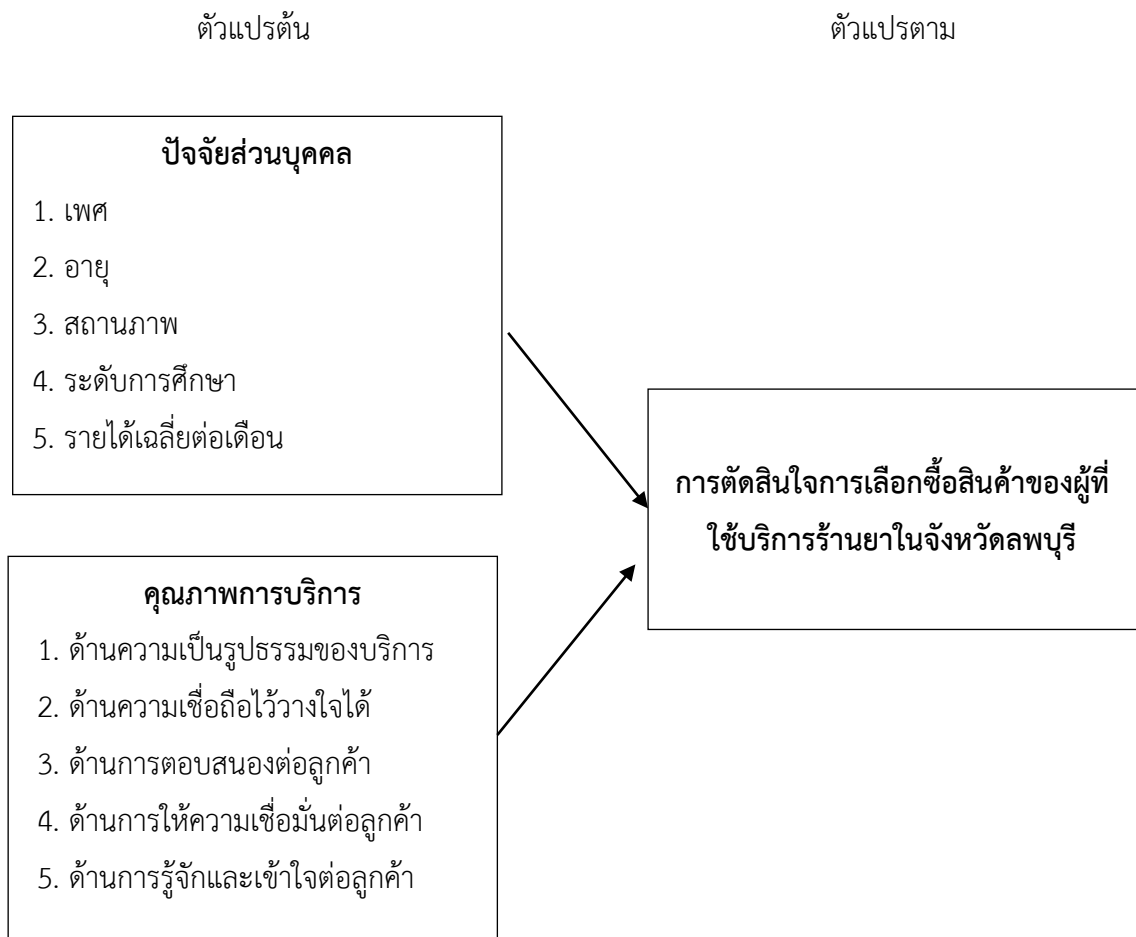 ตัวแปรต้น
ตัวแปรตาม
ปัจจัยส่วนบุคคล
1. เพศ
2. อายุ
3. สถานภาพ
4. ระดับการศึกษา
5. รายได้เฉลี่ยต่อเดือน
การตัดสินใจการเลือกซื้อสินค้าของผู้ที่
ใช้บริการร้านยาในจังหวัดลพบุรี
คุณภาพการบริการ
1. ด้านความเป็นรูปธรรมของบริการ
2. ด้านความเชื่อถือไว้วางใจได้
3. ด้านการตอบสนองต่อลูกค้า
4. ด้านการให้ความเชื่อมั่นต่อลูกค้า
5. ด้านการรู้จักและเข้าใจต่อลูกค้า